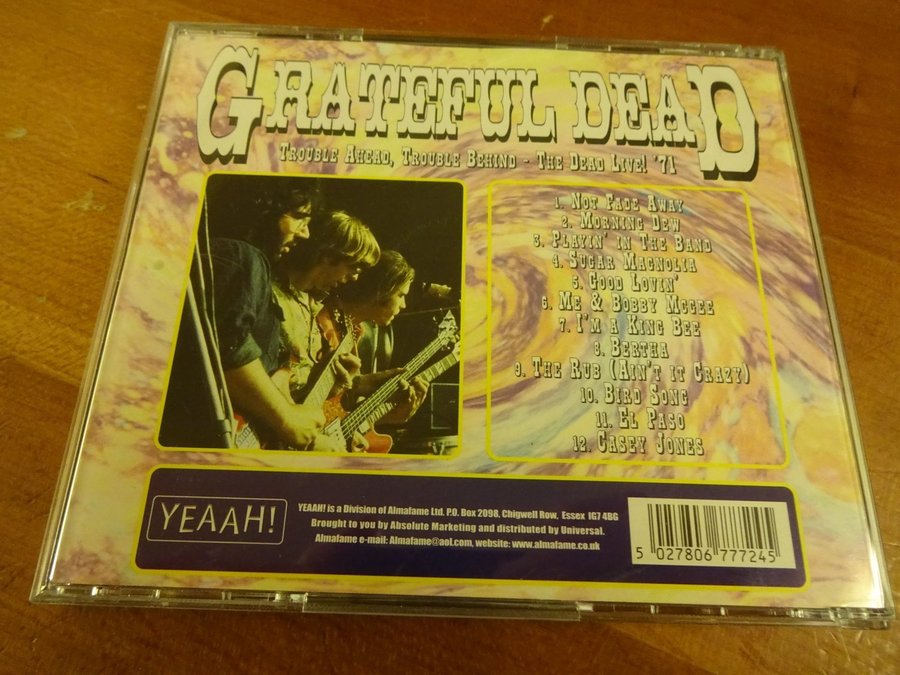 GRATEFUL DEAD
TROUBLE AHEAD, TROUBLE BEHIND - THE DEAD LIVE! '71
1. NOT FADE AWAY
2. MORNING DEW
3. PLAYIN' IN THE BAND
4. SUGAR MAGNOLIA
5. GOOD LOVIN'
6. ME & BOBBY MCGEE
7. I'M A KING BEE
8. BERTHA
9. THE RUB (AIN'T IT CRAZY)
10. BIRD SONG
11. EL PASO
12. CASEY JONES
YEAAH!
YEAAH! is a Division of Almafame Ltd. P.O. Box 2098, Chigwell Row, Essex IG7 4BG
Brought to you by Absolute Marketing and distributed by Universal.
Almafame e-mail: Almafame@aol.com, website: www.almafame.co.uk
5 027806 777245